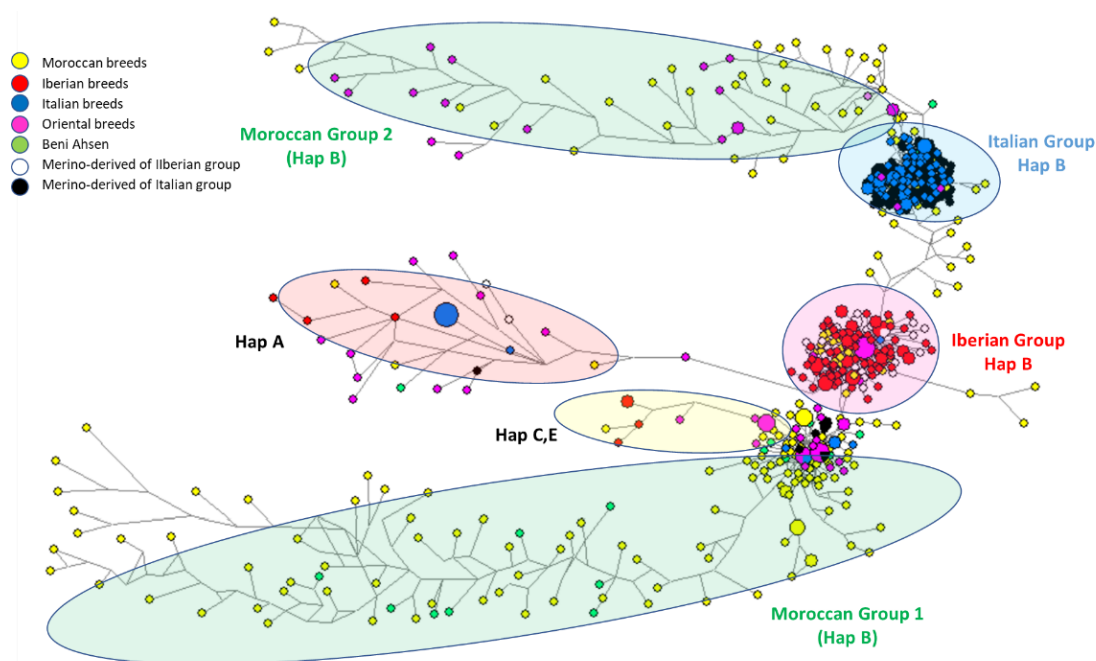 Moroccan breeds
Iberian breeds
Italian breeds
Oriental breeds
Beni Ahsen
Merino-derived of IIberian group
Merino-derived of Italian group
Moroccan Group 2
(Hap B)
Italian Group
Hap B
Hap A
Iberian Group
Hap B
Hap C,E
Moroccan Group 1
(Hap B)